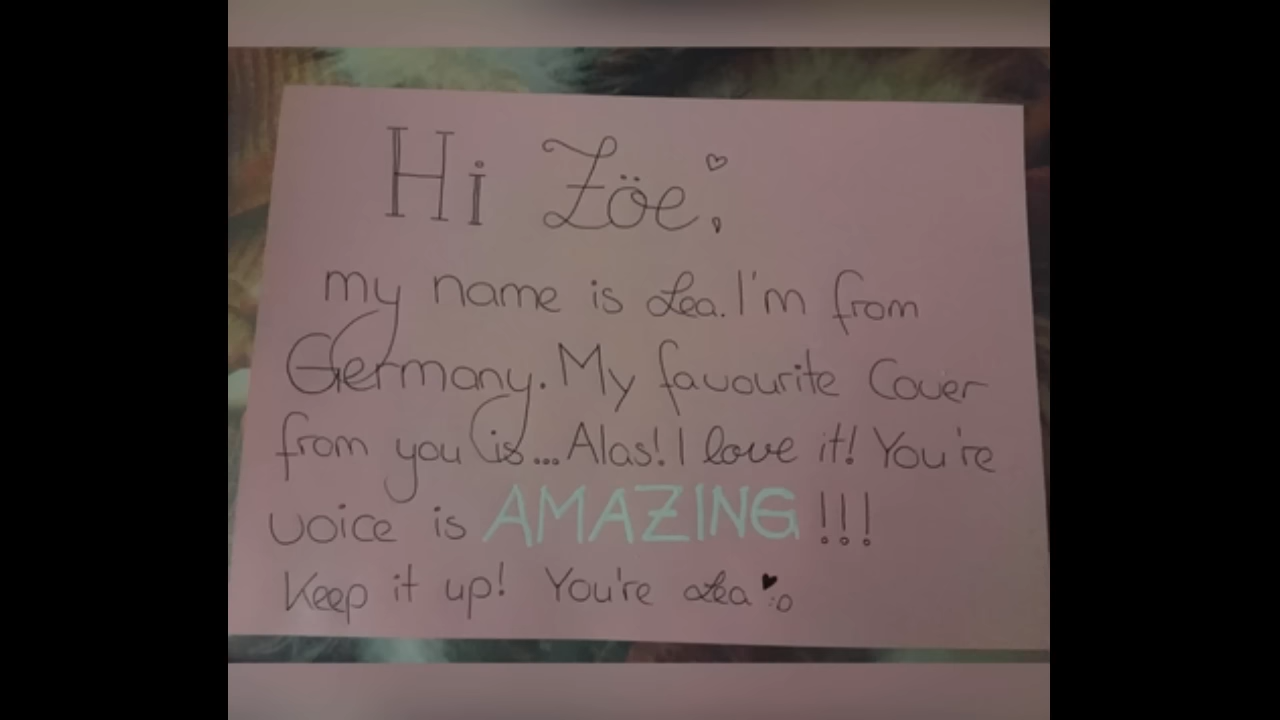 Hi Zöe,
my name is Lea. I'm from
Germany. My favourite Cover
from you is... Alas! I love it! You're
voice is AMAZING !!!
Keep it up! You're Lea